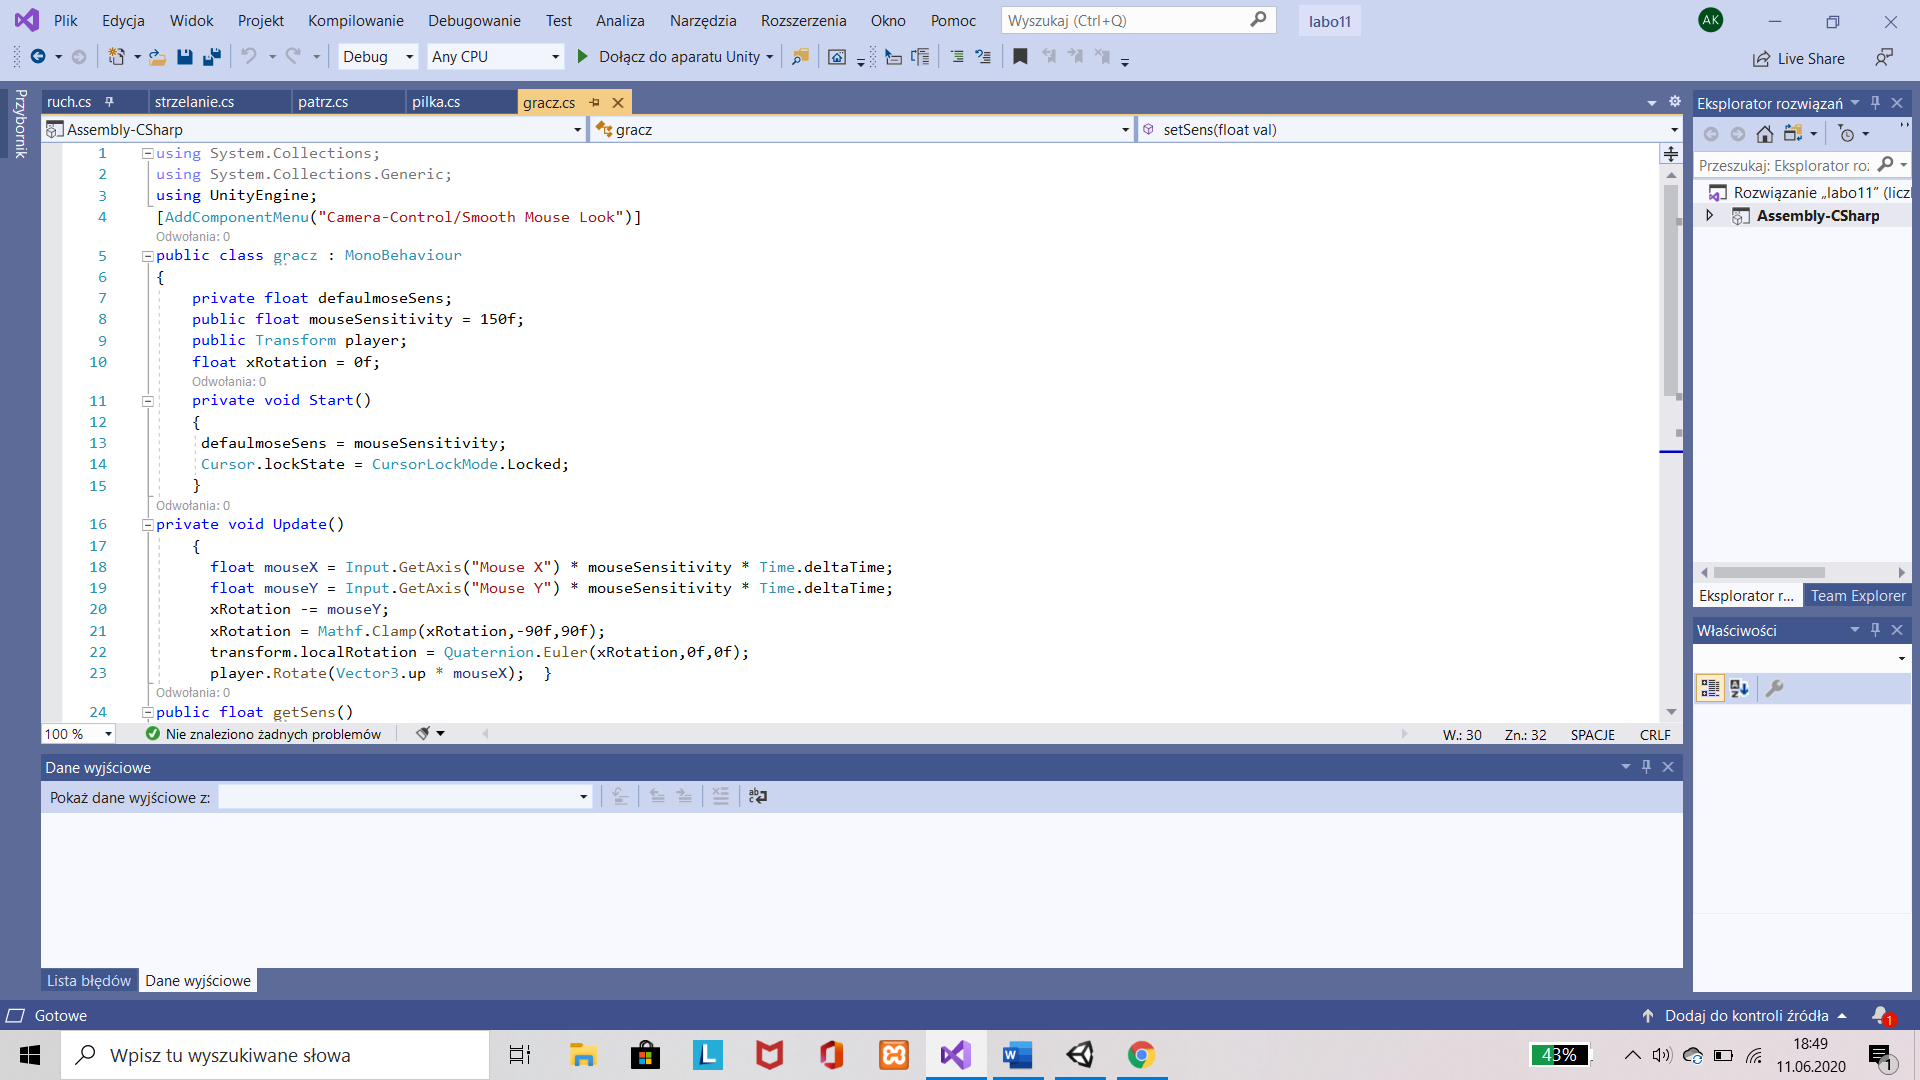 Plik Edycja Widok Projekt Kompilowanie Debugowanie Test Analiza Narzędzia Rozszerzenia Okno Pomoc Wyszukaj (Ctrl+Q) labo11 AK
Debug Any CPU Dołącz do aparatu Unity Live Share
Przybornik
ruch.cs strzelanie.cs patrz.cs pilka.cs gracz.cs
Assembly-CSharp gracz setSens(float val)
1 using System.Collections;
2 using System.Collections.Generic;
3 using UnityEngine;
4 [AddComponentMenu("Camera-Control/Smooth Mouse Look")]
Odwołania: 0
5 public class gracz : MonoBehaviour
6 {
7 private float defaulmoseSens;
8 public float mouseSensitivity = 150f;
9 public Transform player;
10 float xRotation = 0f;
Odwołania: 0
11 private void Start()
12 {
13 defaulmoseSens = mouseSensitivity;
14 Cursor.lockState = CursorLockMode.Locked;
15 }
Odwołania: 0
16 private void Update()
17 {
18 float mouseX = Input.GetAxis("Mouse X") * mouseSensitivity * Time.deltaTime;
19 float mouseY = Input.GetAxis("Mouse Y") * mouseSensitivity * Time.deltaTime;
20 xRotation -= mouseY;
21 xRotation = Mathf.Clamp(xRotation,-90f,90f);
22 transform.localRotation = Quaternion.Euler(xRotation,0f,0f);
23 player.Rotate(Vector3.up * mouseX); }
Odwołania: 0
24 public float getSens()
100 % Nie znaleziono żadnych problemów W.: 30 Zn.: 32 SPACJE CRLF
Dane wyjściowe
Pokaż dane wyjściowe z:
Lista błędów Dane wyjściowe
Eksplorator rozwiązań
Przeszukaj: Eksplorator ro:
Rozwiązanie „labo11” (licz
Assembly-CSharp
Eksplorator r... Team Explorer
Właściwości
Gotowe Dodaj do kontroli źródła 1
Wpisz tu wyszukiwane słowa 43% 18:49
11.06.2020 1